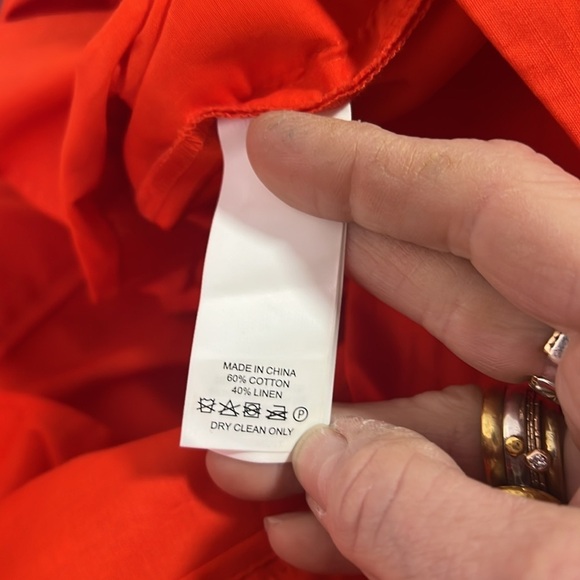 MADE IN CHINA
60% COTTON
40% LINEN
P
DRY CLEAN ONLY